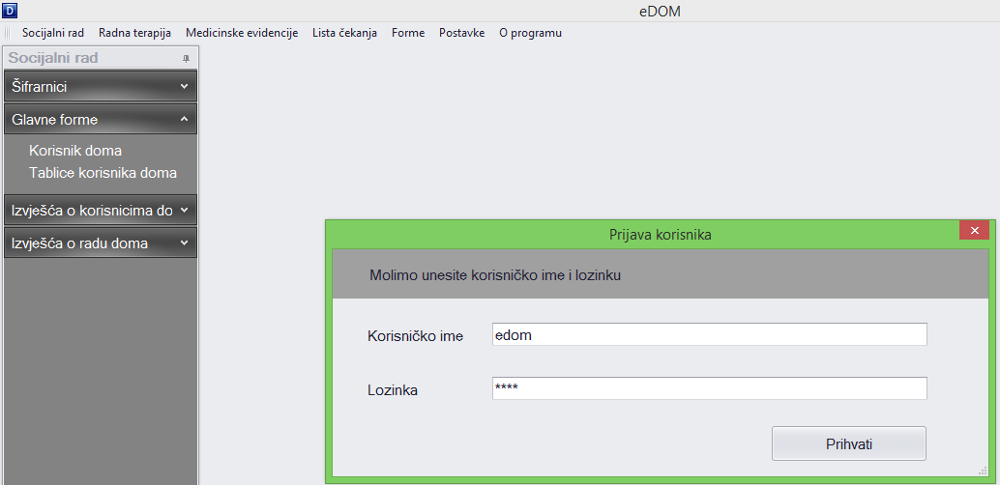 D
eDOM
Socijalni rad Radna terapija Medicinske evidencije Lista čekanja Forme Postavke O programu
Socijalni rad
Šifrarnici
Glavne forme
Korisnik doma
Tablice korisnika doma
Izvješća o korisnicima do
Izvješća o radu doma
Prijava korisnika
Molimo unesite korisničko ime i lozinku
Korisničko ime edom
Lozinka ****
Prihvati